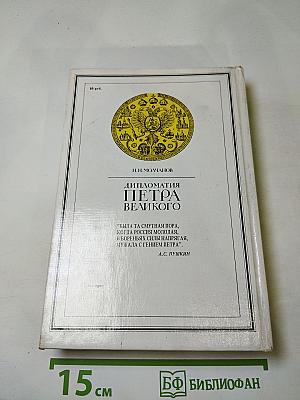 Н.Н.МОЛЧАНОВ
ДИПЛОМАТИЯ
ПЕТРА
ВЕЛИКОГО
"БЫЛА ТА СМУТНАЯ ПОРА,
КОГДА РОССИЯ МОЛОДАЯ,
В БОРЕНЬЯХ СИЛЫ НАПРЯГАЯ,
МУЖАЛА С ГЕНИЕМ ПЕТРА".
А.С. ПУШКИН
15 см
БФ БИБЛИОФАН